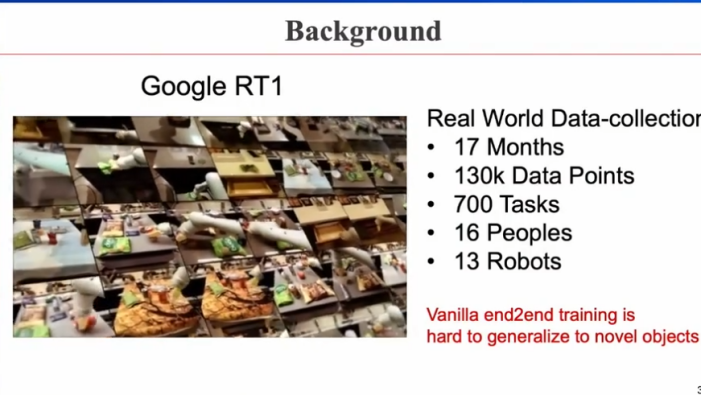 Background
Google RT1
Real World Data-collection
• 17 Months
• 130k Data Points
• 700 Tasks
• 16 Peoples
• 13 Robots
Vanilla end2end training is
hard to generalize to novel objects
3